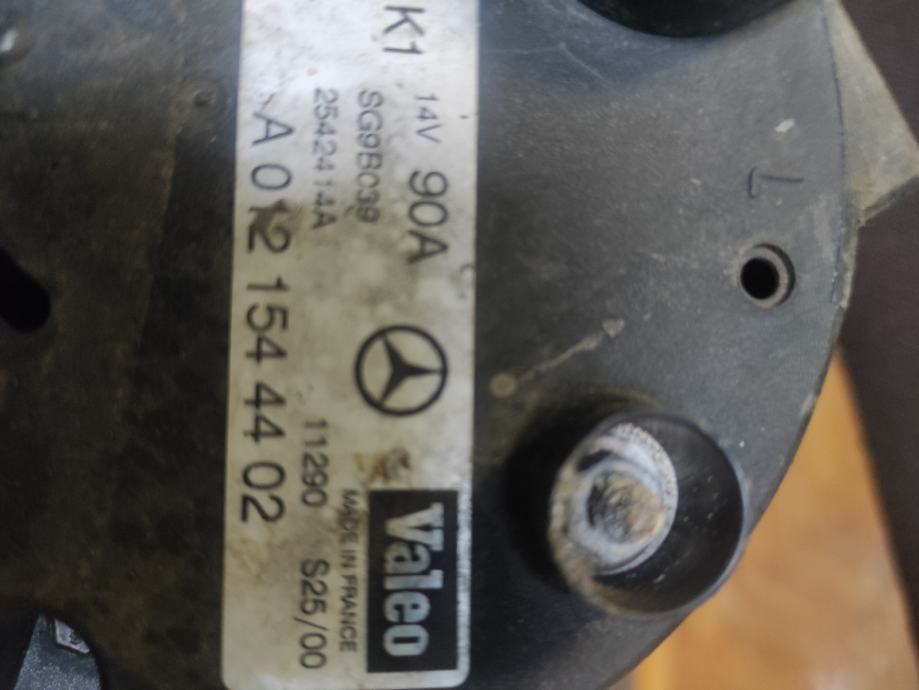 K1 14V 90A
SG9B039
2542414A
A 012 154 44 02
11290 S25/00
Valeo
MADE IN FRANCE
L